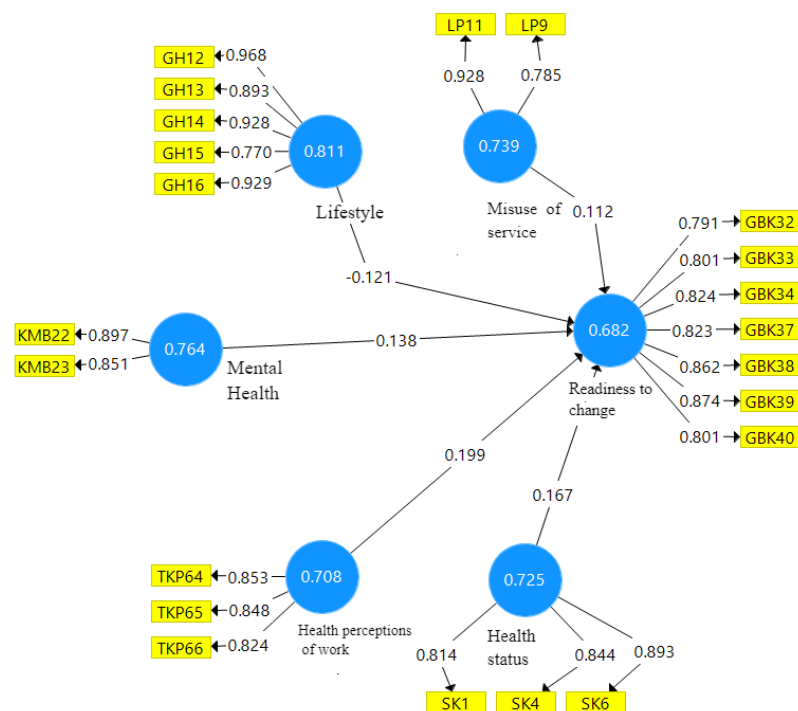 LP11 LP9
0.928 0.785
0.739
Misuse of
service
0.112
GH12 0.968
GH13 0.893
GH14 0.928
GH15 0.770
GH16 0.929
0.811
Lifestyle
-0.121
KMB22 0.897
KMB23 0.851
0.764
Mental
Health
0.138
0.682
Readiness to
change
0.791 GBK32
0.801 GBK33
0.824 GBK34
0.823 GBK37
0.862 GBK38
0.874 GBK39
0.801 GBK40
0.199
0.167
TKP64 0.853
TKP65 0.848
TKP66 0.824
0.708
Health perceptions
of work
0.725
Health
status
0.814 0.844 0.893
SK1 SK4 SK6